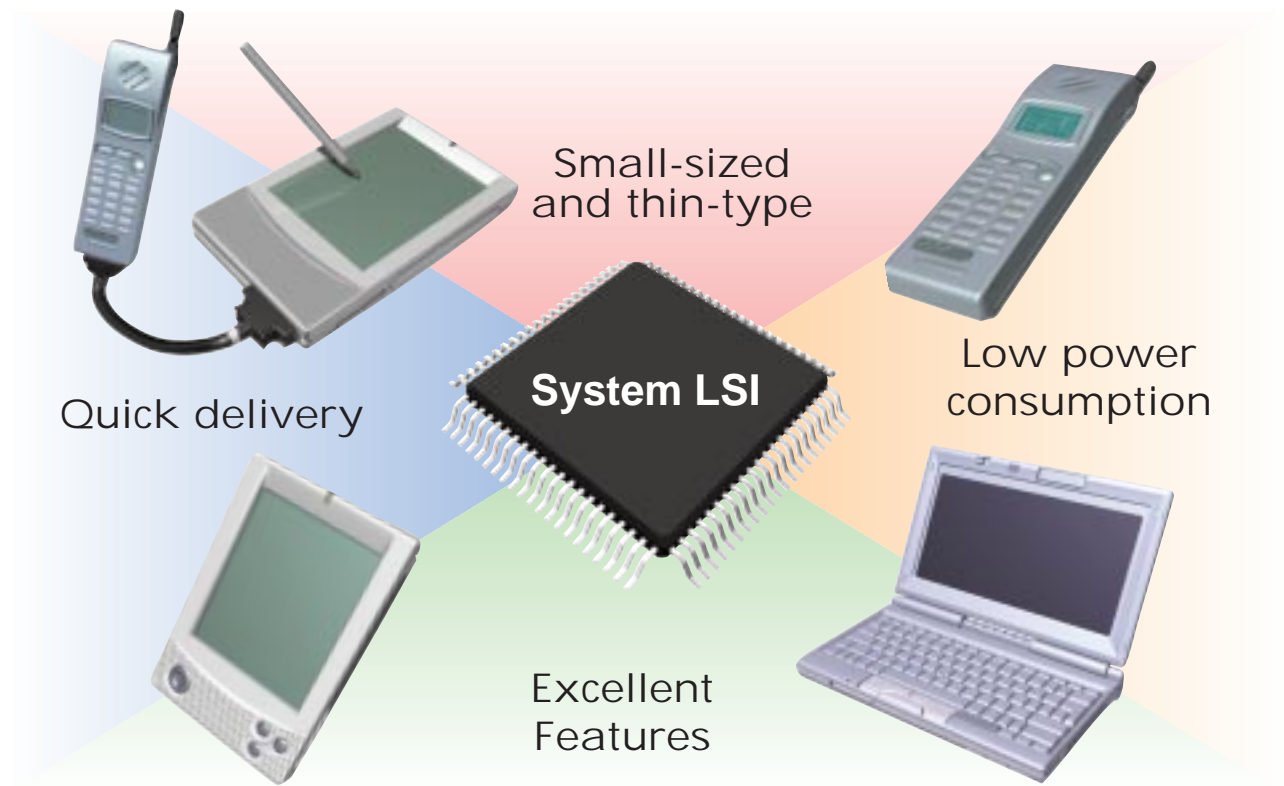 Small-sized
and thin-type
Low power
consumption
System LSI
Quick delivery
Excellent
Features